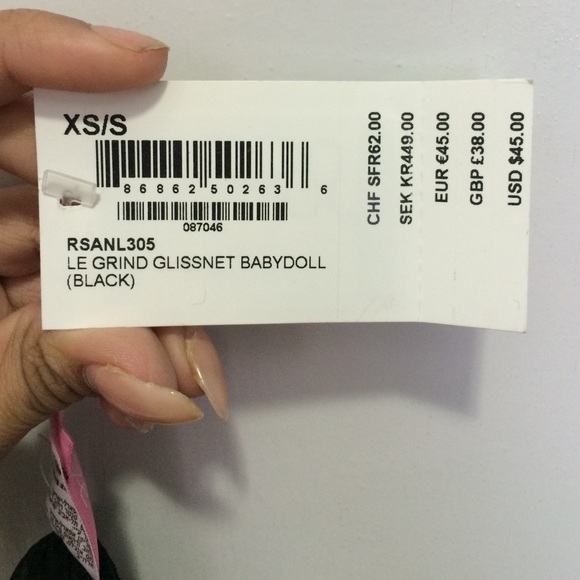 XS/S
86862 50263 6
087046
RSANL305
LE GRIND GLISSNET BABYDOLL
(BLACK)
CHF SFR62.00
SEK KR449.00
EUR €45.00
GBP £38.00
USD $45.00